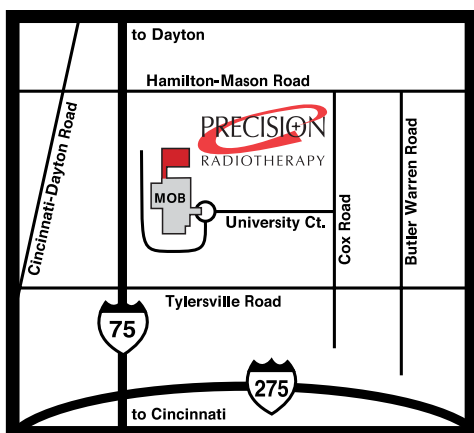 to Dayton
Hamilton-Mason Road
PRECISION
RADIOTHERAPY
Cincinnati-Dayton Road
MOB
University Ct.
Cox Road
Butler Warren Road
Tylersville Road
75
275
to Cincinnati